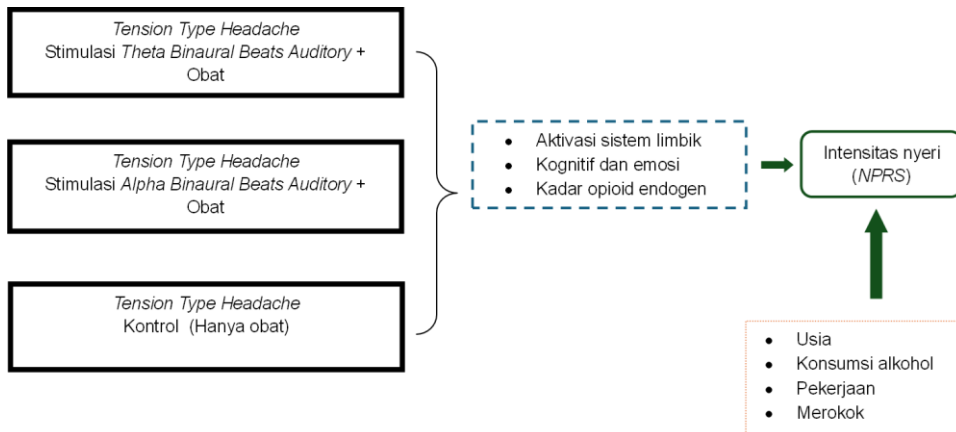 Tension Type Headache
Stimulasi Theta Binaural Beats Auditory +
Obat
Tension Type Headache
Stimulasi Alpha Binaural Beats Auditory +
Obat
Tension Type Headache
Kontrol (Hanya obat)
• Aktivasi sistem limbik
• Kognitif dan emosi
• Kadar opioid endogen
Intensitas nyeri
(NPRS)
• Usia
• Konsumsi alkohol
• Pekerjaan
• Merokok